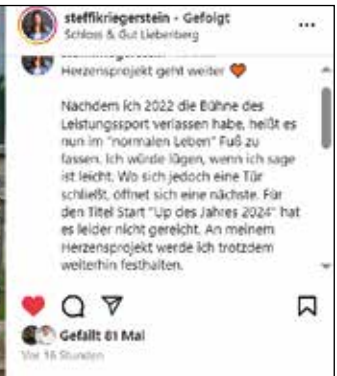 steffikriegerstein • Gefolgt
Schloss & Gut Liebenberg
Herzensprojekt geht weiter 🧡
Nachdem ich 2022 die Bühne des
Leistungssport verlassen habe, heißt es
nun im "normalen Leben" Fuß zu
fassen. Ich würde lügen, wenn ich sage
ist leicht. Wo sich jedoch eine Tür
schließt, öffnet sich eine nächste. Für
den Titel Start "Up des Jahres 2024" hat
es leider nicht gereicht. An meinem
Herzensprojekt werde ich trotzdem
weiterhin festhalten.
Gefällt 81 Mal
Vor 16 Stunden